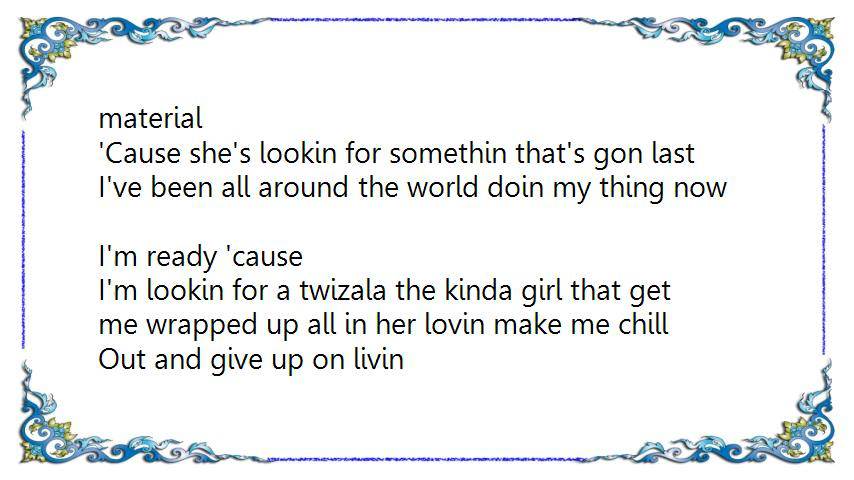 material
'Cause she's lookin for somethin that's gon last
I've been all around the world doin my thing now
I'm ready 'cause
I'm lookin for a twizala the kinda girl that get
me wrapped up all in her lovin make me chill
Out and give up on livin